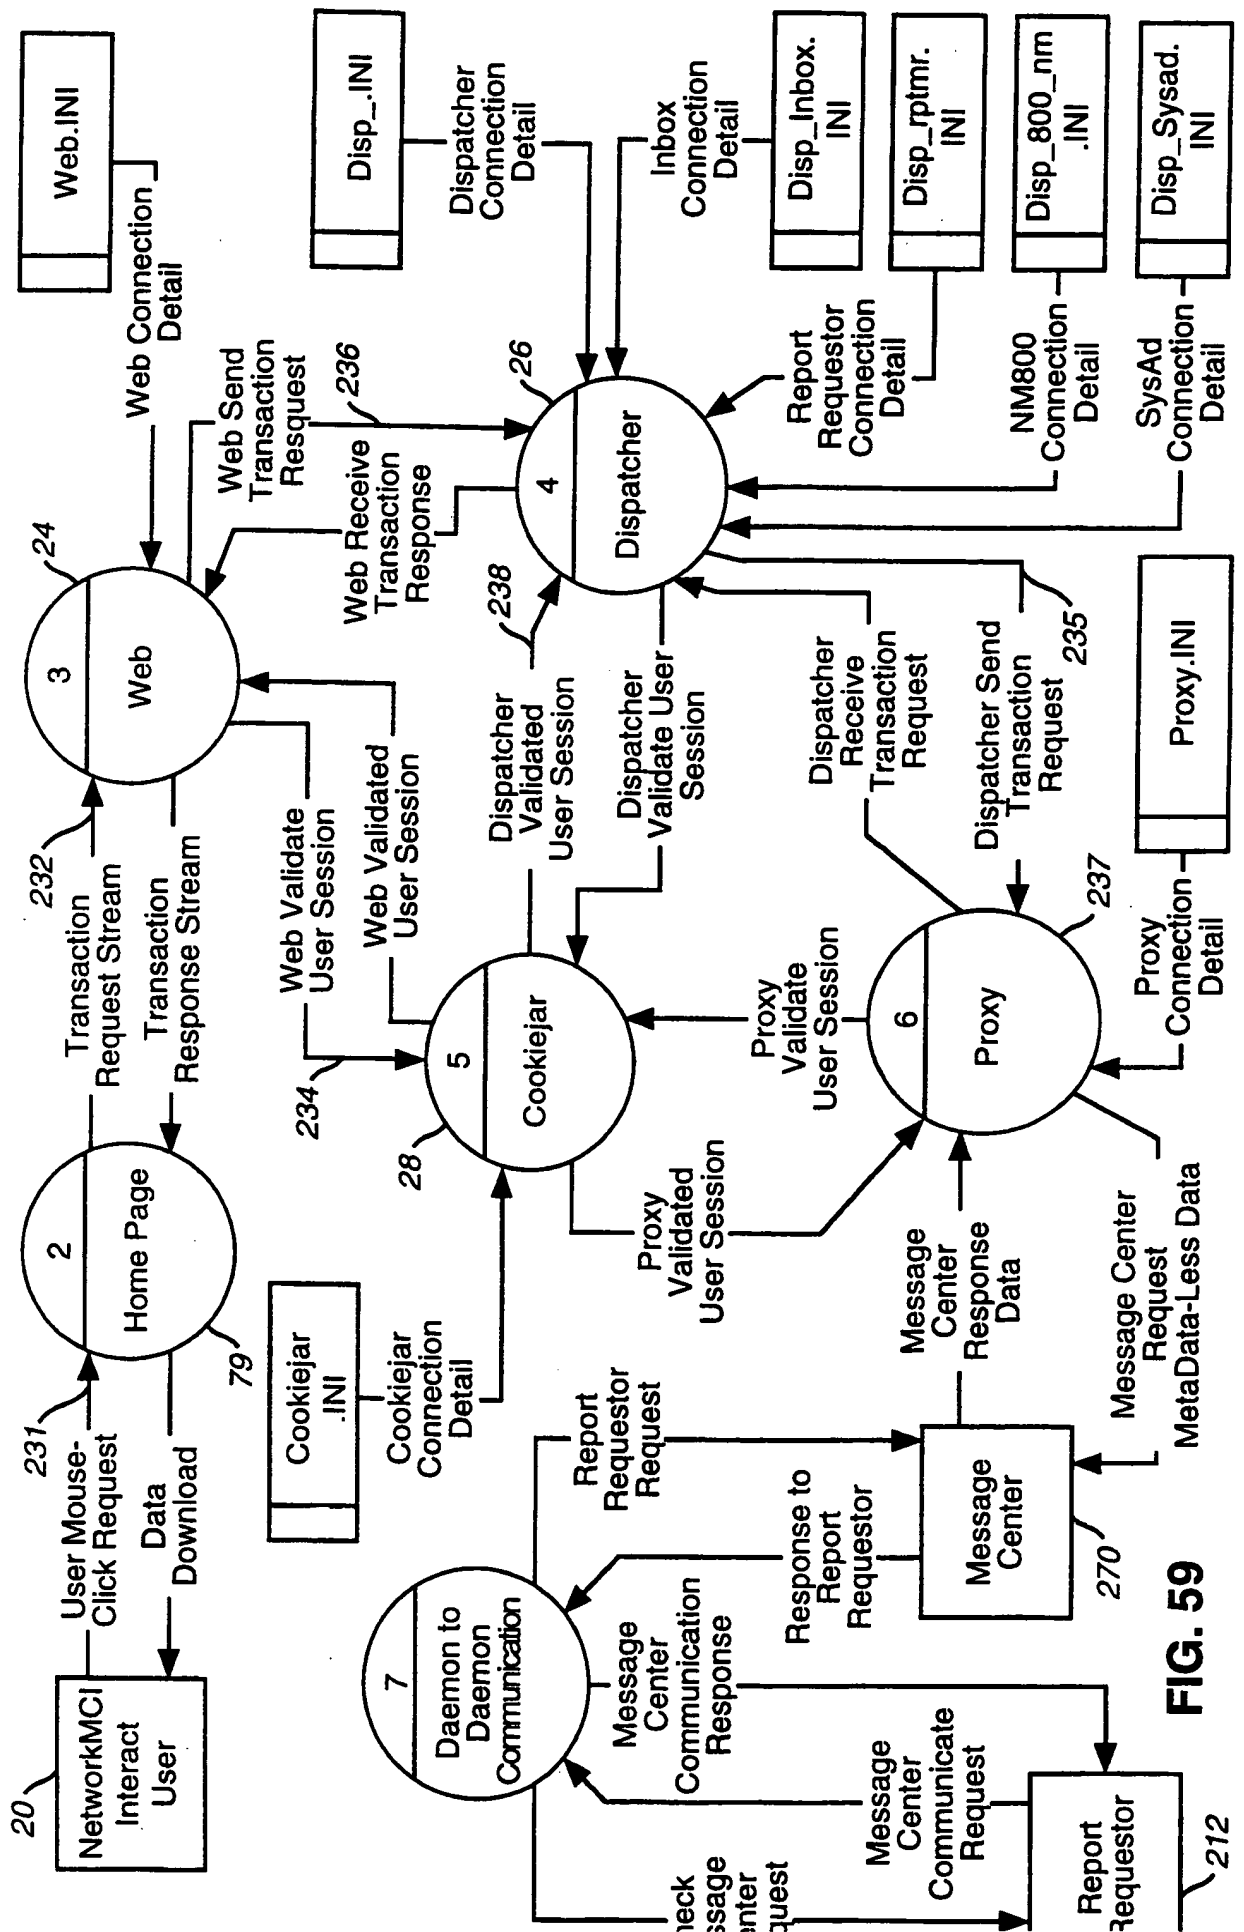 20
NetworkMCI
Interact
User
User Mouse-
Click Request
231
Data
Download
2
Home Page
79
Transaction
Request Stream
232
Transaction
Response Stream
3
Web
24
Web Connection
Detail
Web.INI
Web Validate
User Session
234
Web Validated
User Session
Web Send
Transaction
Resquest
236
Web Receive
Transaction
Response
Disp_.INI
Dispatcher
Connection
Detail
Cookiejar
.INI
Cookiejar
Connection
Detail
5
Cookiejar
28
Dispatcher
Validated
User Session
238
Dispatcher
Validate User
Session
4
Dispatcher
26
Inbox
Connection
Detail
Disp_Inbox.
INI
Report
Requestor
Connection
Detail
Disp_rptmr.
INI
NM800
Connection
Detail
Disp_800_nm
.INI
SysAd
Connection
Detail
Disp_Sysad.
INI
Proxy
Validated
User Session
Proxy
Validate
User Session
Dispatcher
Receive
Transaction
Request
Dispatcher Send
Transaction
Request
235
6
Proxy
237
Proxy
Connection
Detail
Proxy.INI
7
Daemon to
Daemon
Communication
Report
Requestor
Request
Response to
Report
Requestor
Message
Center
Response
Data
Message Center
Request
MetaData-Less Data
Message
Center
270
Message
Center
Communication
Response
Message
Center
Communicate
Request
Report
Requestor
212
FIG. 59